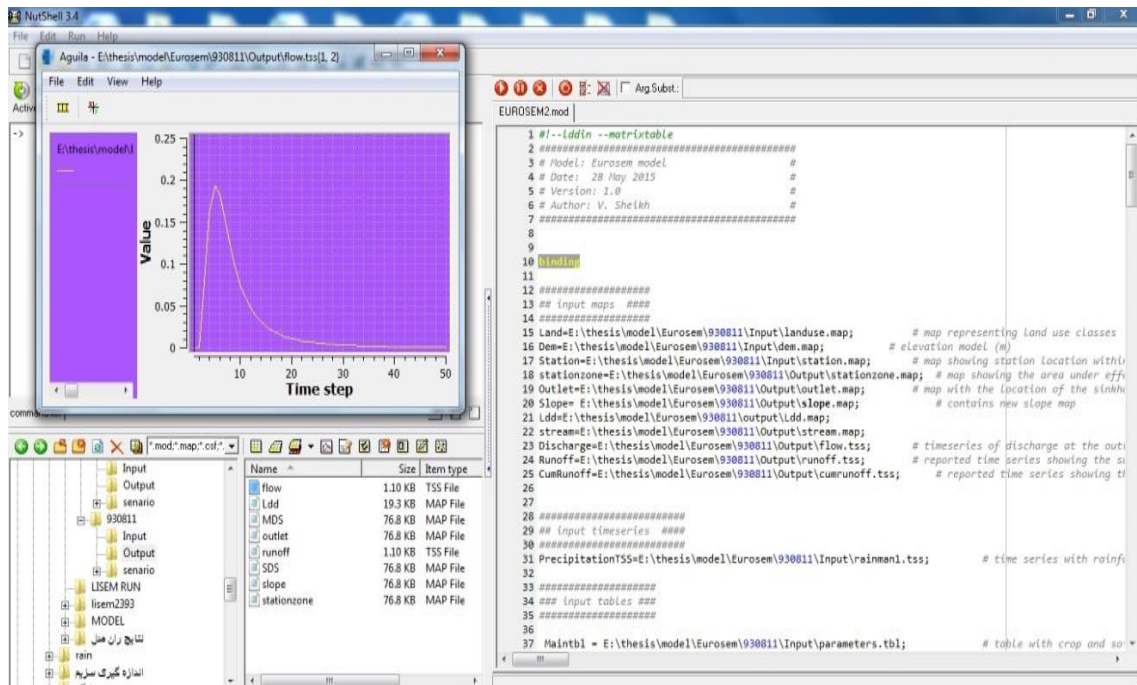 NutShell 3.4
File Edit Run Help
Aguila - E:\thesis\model\Eurosem\930811\Output\flow.tss{1, 2}
File Edit View Help
E:\thesis\model\I
0.25
0.2
0.15
0.1
0.05
0
Value
10 20 30 40 50
Time step
Arg.Subst.:
EUROSEM2.mod
1 #!--lddin --matrixtable
2 ############################################
3 # Model: Eurosem model #
4 # Date: 28 May 2015 #
5 # Version: 1.0 #
6 # Author: V. Sheikh #
7 ############################################
8
9
10 binding
11
12 ###################
13 ## input maps ####
14 ###################
15 Land=E:\thesis\model\Eurosem\930811\Input\landuse.map; # map representing land use classes
16 Dem=E:\thesis\model\Eurosem\930811\Input\dem.map; # elevation model (m)
17 Station=E:\thesis\model\Eurosem\930811\Input\station.map; # map showing station location within
18 stationzone=E:\thesis\model\Eurosem\930811\Output\stationzone.map; # map showing the area under effe
19 Outlet=E:\thesis\model\Eurosem\930811\Output\outlet.map; # map with the location of the sinkho
20 Slope= E:\thesis\model\Eurosem\930811\Output\slope.map; # contains new slope map
21 Ldd=E:\thesis\model\Eurosem\930811\output\Ldd.map;
22 stream=E:\thesis\model\Eurosem\930811\Output\stream.map;
23 Discharge=E:\thesis\model\Eurosem\930811\Output\flow.tss; # timeseries of discharge at the outl
24 Runoff=E:\thesis\model\Eurosem\930811\Output\runoff.tss; # reported time series showing the su
25 CumRunoff=E:\thesis\model\Eurosem\930811\Output\cumrunoff.tss; # reported time series showing th
26
27
28 #########################
29 ## input timeseries ####
30 #########################
31 PrecipitationTSS=E:\thesis\model\Eurosem\930811\Input\rainman1.tss; # time series with rainfa
32
33 ####################
34 ### input tables ###
35 ####################
36
37 Maintbl = E:\thesis\model\Eurosem\930811\Input\parameters.tbl; # table with crop and so
Active
->
*.mod;*.map;*.csf;*.
Input
Output
senario
930811
Input
Output
senario
LISEM RUN
lisem2393
MODEL
نتایج ران مدل
rain
اندازه گیری سزیم
Name Size Item type
flow 1.10 KB TSS File
Ldd 19.3 KB MAP File
MDS 76.8 KB MAP File
outlet 76.8 KB MAP File
runoff 1.10 KB TSS File
SDS 76.8 KB MAP File
slope 76.8 KB MAP File
stationzone 76.8 KB MAP File